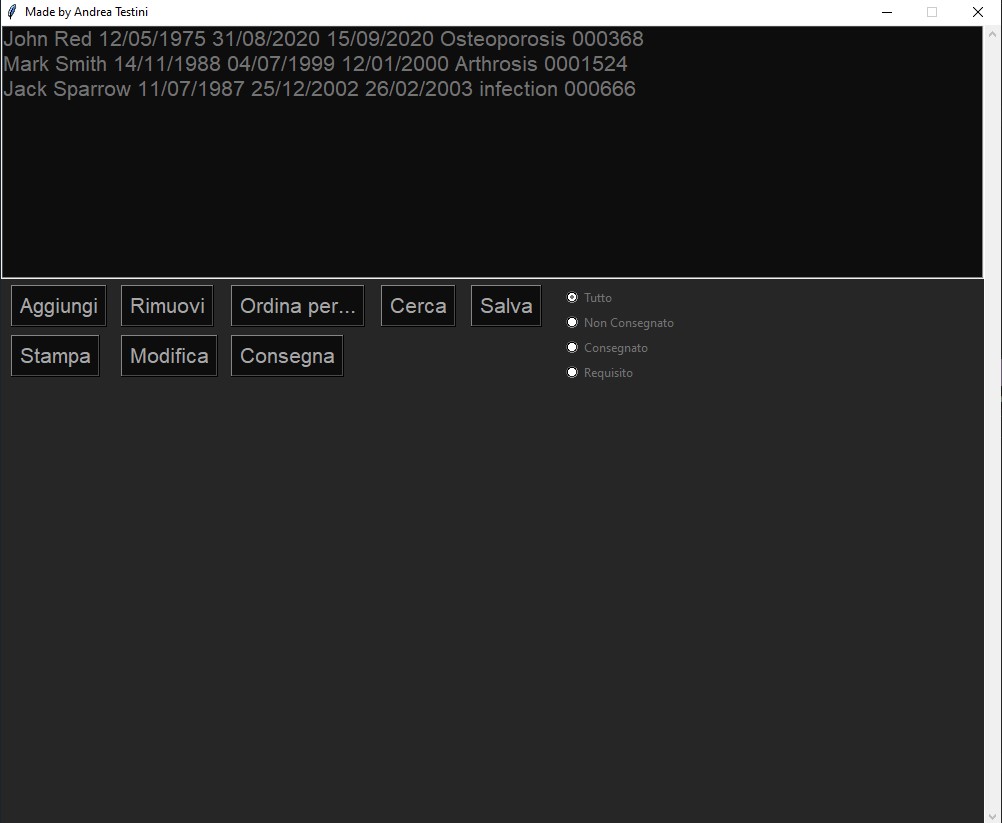 Made by Andrea Testini
John Red 12/05/1975 31/08/2020 15/09/2020 Osteoporosis 000368
Mark Smith 14/11/1988 04/07/1999 12/01/2000 Arthrosis 0001524
Jack Sparrow 11/07/1987 25/12/2002 26/02/2003 infection 000666
Aggiungi Rimuovi Ordina per... Cerca Salva
Stampa Modifica Consegna
Tutto
Non Consegnato
Consegnato
Requisito